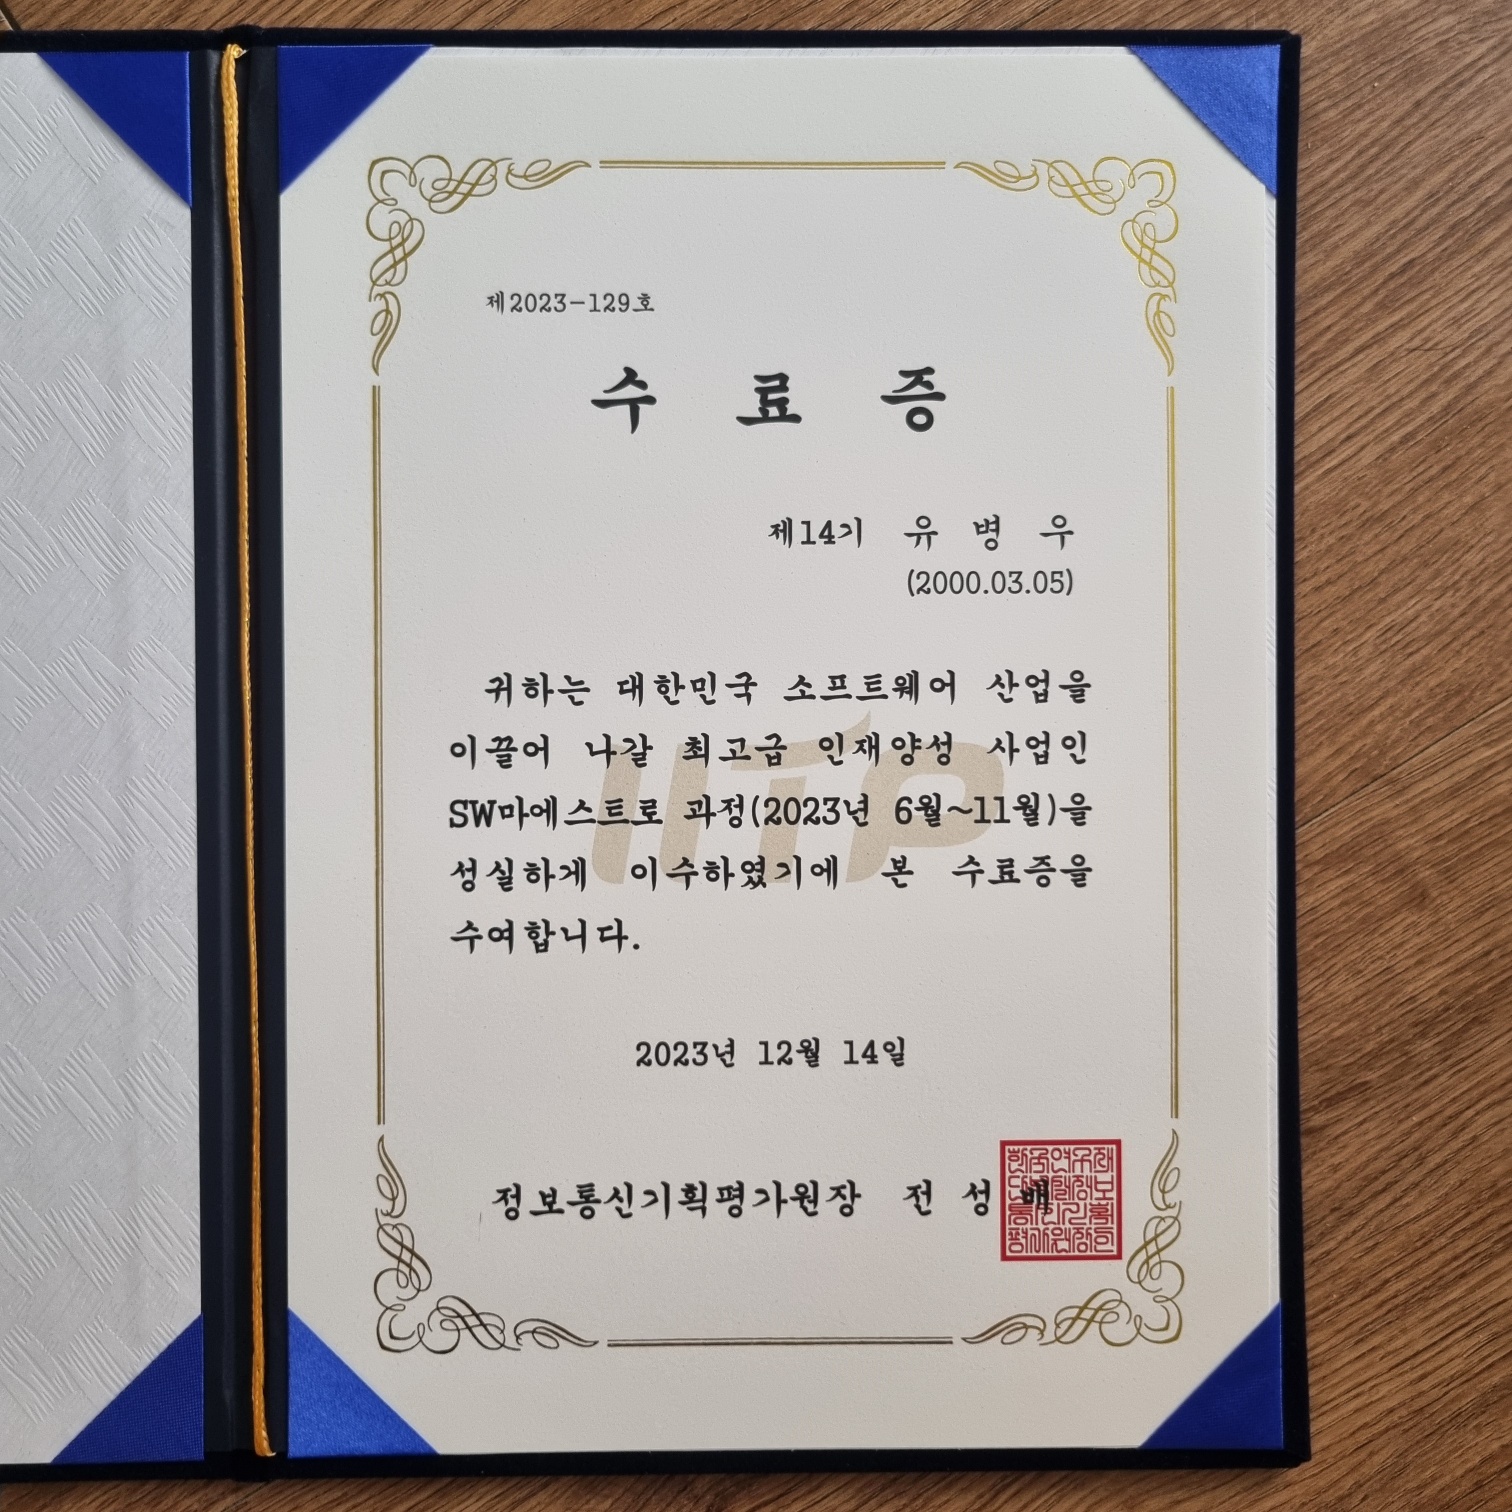 제2023-129호
수 료 증
제14기 유 병 우
(2000.03.05)
귀하는 대한민국 소프트웨어 산업을
이끌어 나갈 최고급 인재양성 사업인
SW마에스트로 과정(2023년 6월~11월)을
성실하게 이수하였기에 본 수료증을
수여합니다.
IITP
2023년 12월 14일
정보통신기획평가원장 전 성 배